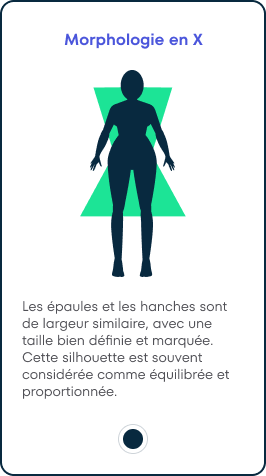 Morphologie en X
Les épaules et les hanches sont
de largeur similaire, avec une
taille bien définie et marquée.
Cette silhouette est souvent
considérée comme équilibrée et
proportionnée.